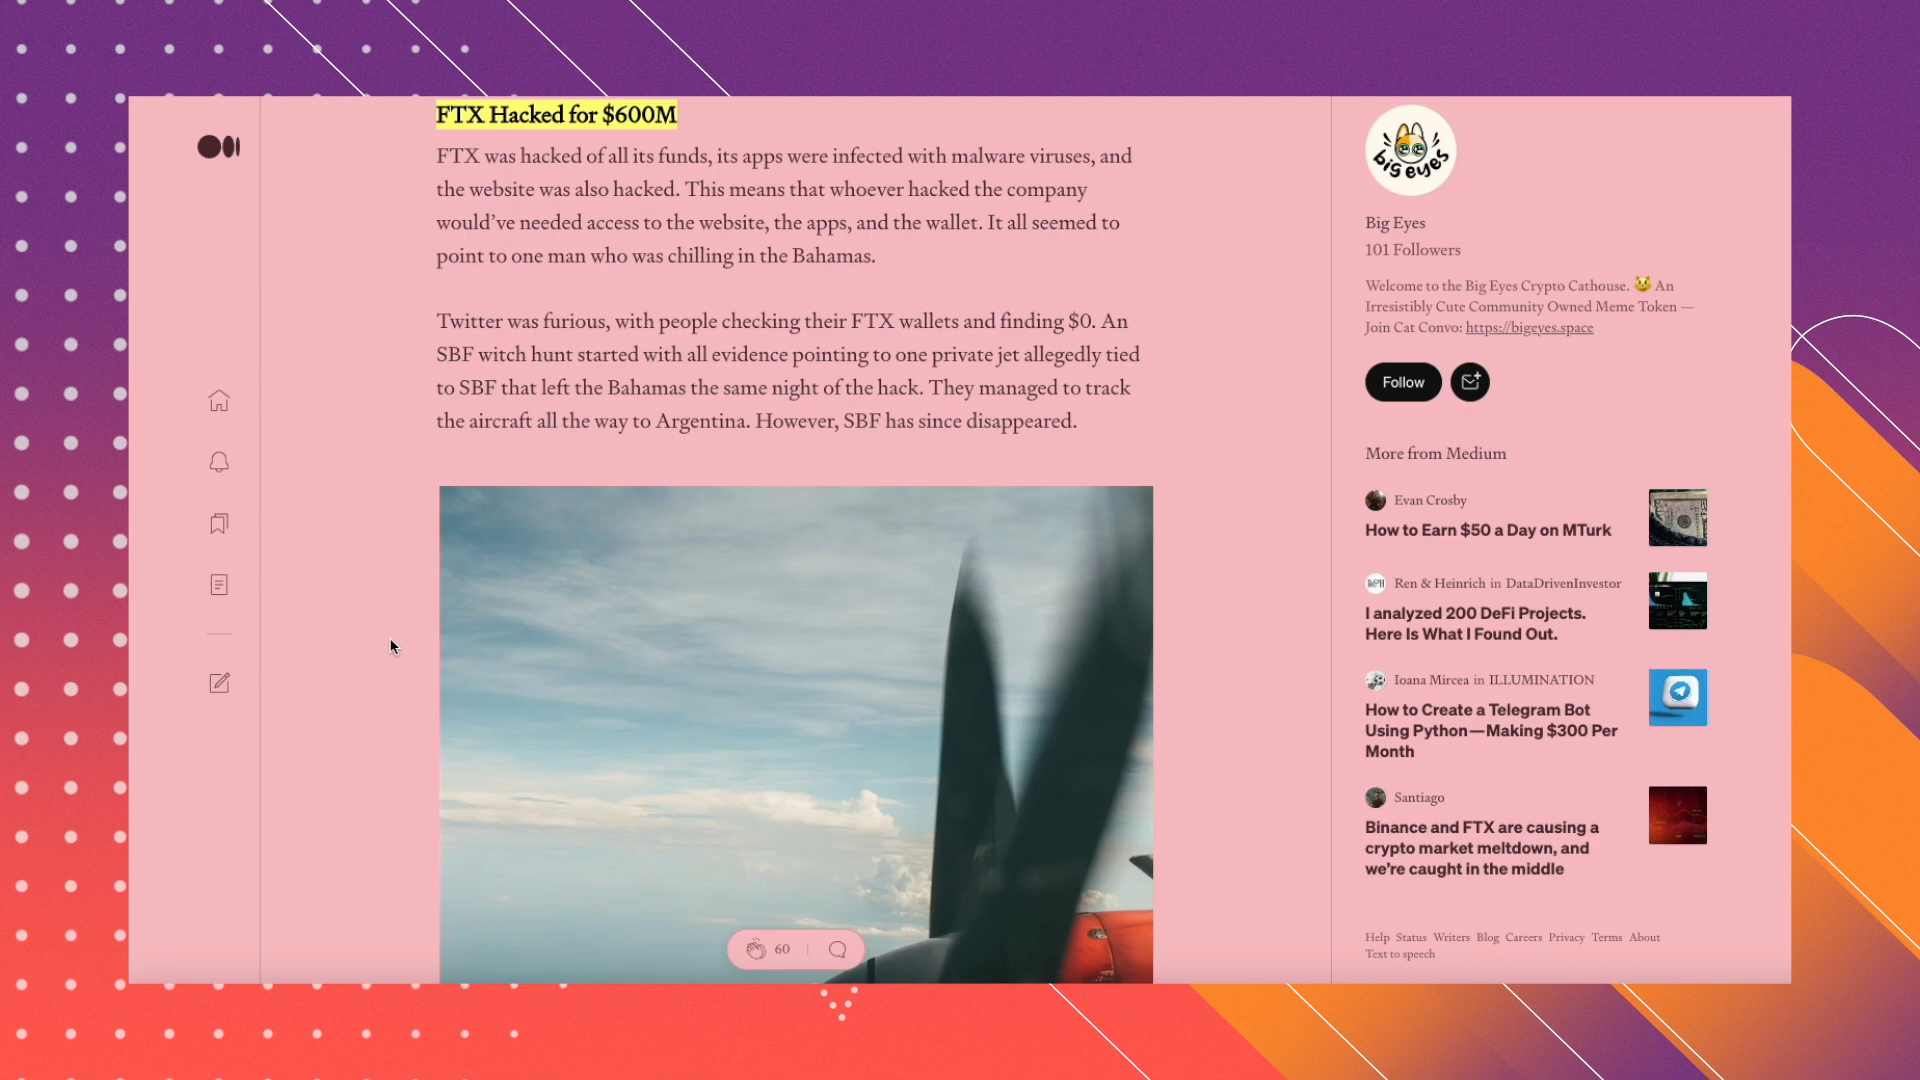 FTX Hacked for $600M
FTX was hacked of all its funds, its apps were infected with malware viruses, and
the website was also hacked. This means that whoever hacked the company
would've needed access to the website, the apps, and the wallet. It all seemed to
point to one man who was chilling in the Bahamas.
Twitter was furious, with people checking their FTX wallets and finding $0. An
SBF witch hunt started with all evidence pointing to one private jet allegedly tied
to SBF that left the Bahamas the same night of the hack. They managed to track
the aircraft all the way to Argentina. However, SBF has since disappeared.
60
big eyes
Big Eyes
101 Followers
Welcome to the Big Eyes Crypto Cathouse. 😺 An
Irresistibly Cute Community Owned Meme Token —
Join Cat Convo: https://bigeyes.space
Follow
More from Medium
Evan Crosby
How to Earn $50 a Day on MTurk
Ren & Heinrich in DataDrivenInvestor
I analyzed 200 DeFi Projects.
Here Is What I Found Out.
Ioana Mircea in ILLUMINATION
How to Create a Telegram Bot
Using Python—Making $300 Per
Month
Santiago
Binance and FTX are causing a
crypto market meltdown, and
we're caught in the middle
Help Status Writers Blog Careers Privacy Terms About
Text to speech